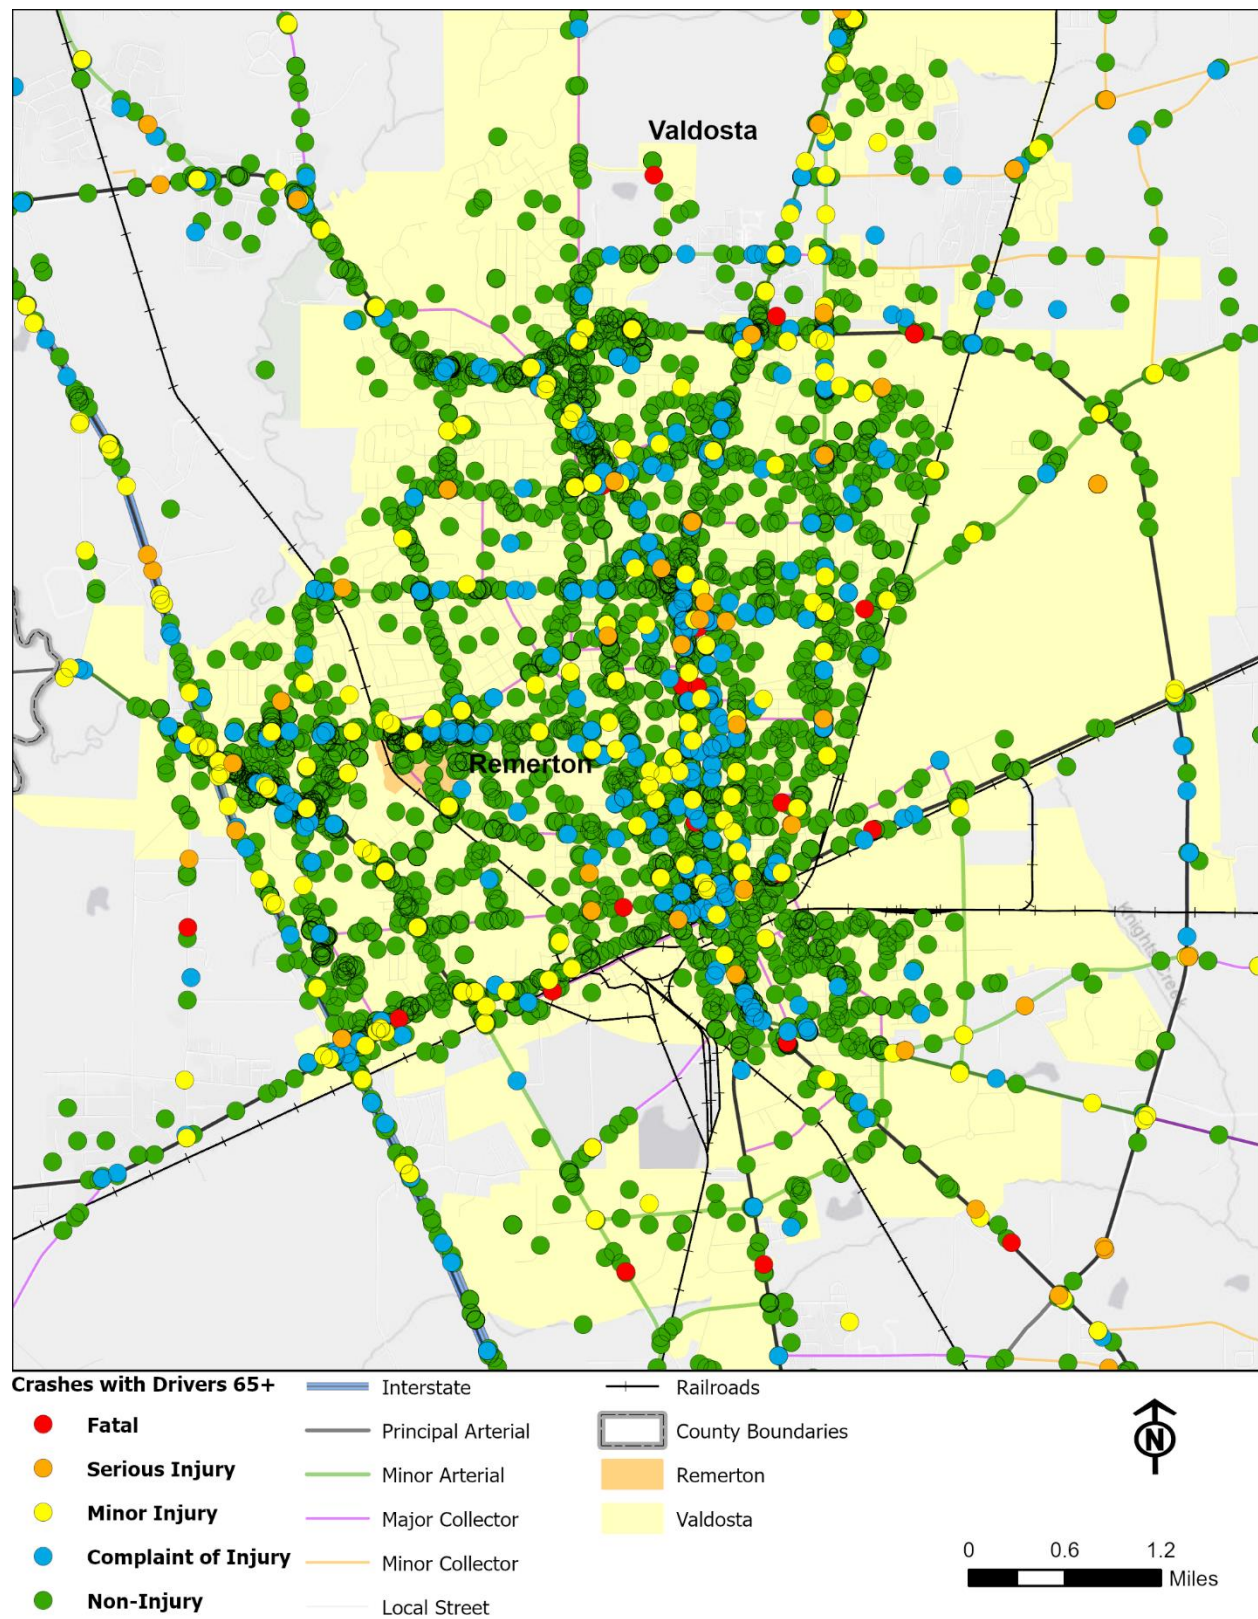 Valdosta
Remerton
Knights Creek
Crashes with Drivers 65+
Fatal
Serious Injury
Minor Injury
Complaint of Injury
Non-Injury
Interstate
Principal Arterial
Minor Arterial
Major Collector
Minor Collector
Local Street
Railroads
County Boundaries
Remerton
Valdosta
N
0 0.6 1.2
Miles